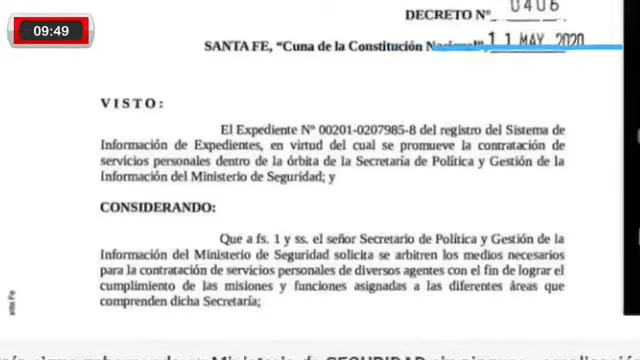 09:49
DECRETO Nº 0406
SANTA FE, "Cuna de la Constitución Nacional", 11 MAY 2020
V I S T O :
El Expediente Nº 00201-0207985-8 del registro del Sistema de
Información de Expedientes, en virtud del cual se promueve la contratación de
servicios personales dentro de la órbita de la Secretaría de Política y Gestión de la
Información del Ministerio de Seguridad; y
CONSIDERANDO:
Que a fs. 1 y ss. el señor Secretario de Política y Gestión de la
Información del Ministerio de Seguridad solicita se arbitren los medios necesarios
para la contratación de servicios personales de diversos agentes con el fin de lograr el
cumplimiento de las misiones y funciones asignadas a las diferentes áreas que
comprenden dicha Secretaría;